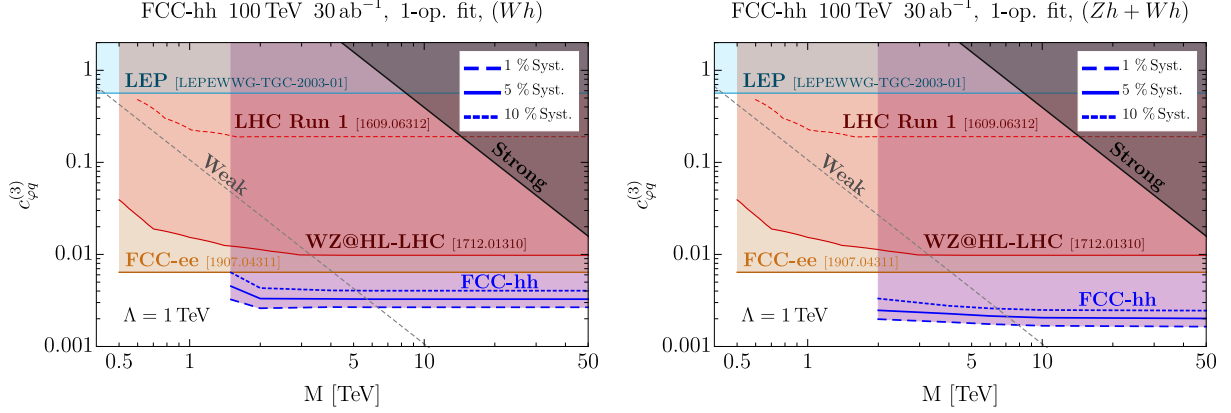 FCC-hh 100 TeV 30 ab⁻¹, 1-op. fit, (Wh)
1 % Syst.
5 % Syst.
10 % Syst.
LEP [LEPEWWG-TGC-2003-01]
LHC Run 1 [1609.06312]
Weak
Strong
WZ@HL-LHC [1712.01310]
FCC-ee [1907.04311]
FCC-hh
Λ = 1 TeV
1
0.1
0.01
0.001
c_{φq}^{(3)}
0.5 1 5 10 50
M [TeV]
FCC-hh 100 TeV 30 ab⁻¹, 1-op. fit, (Zh + Wh)
1 % Syst.
5 % Syst.
10 % Syst.
LEP [LEPEWWG-TGC-2003-01]
LHC Run 1 [1609.06312]
Weak
Strong
WZ@HL-LHC [1712.01310]
FCC-ee [1907.04311]
FCC-hh
Λ = 1 TeV
1
0.1
0.01
0.001
c_{φq}^{(3)}
0.5 1 5 10 50
M [TeV]